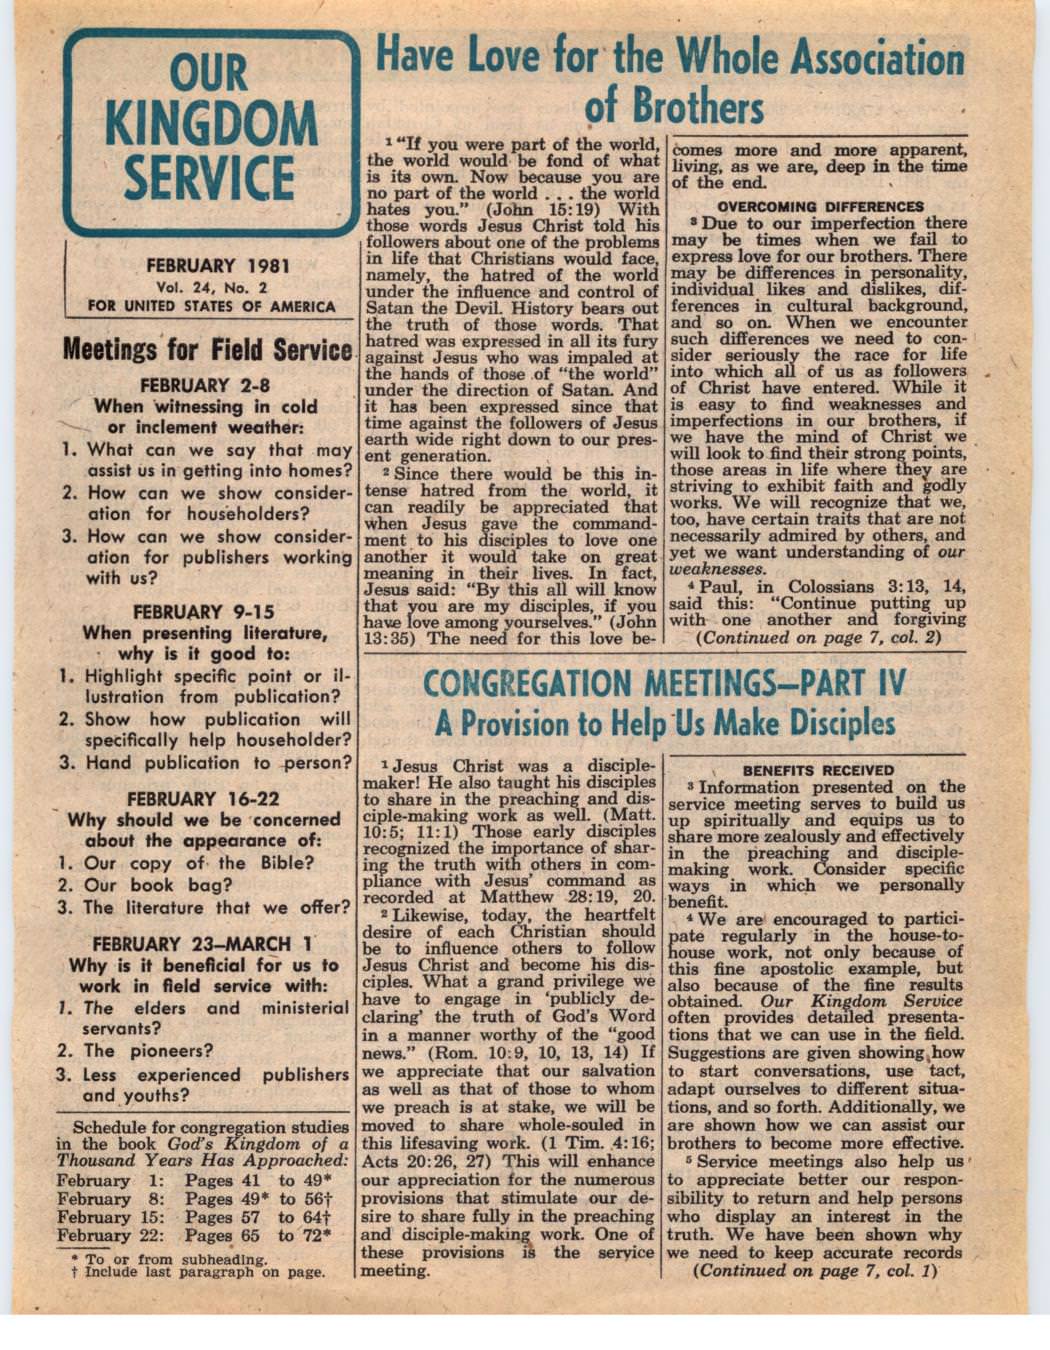 OUR
KINGDOM
SERVICE
FEBRUARY 1981
Vol. 24, No. 2
FOR UNITED STATES OF AMERICA
Meetings for Field Service
FEBRUARY 2-8
When witnessing in cold
or inclement weather:
1. What can we say that may
assist us in getting into homes?
2. How can we show consider-
ation for householders?
3. How can we show consider-
ation for publishers working
with us?
FEBRUARY 9-15
When presenting literature,
why is it good to:
1. Highlight specific point or il-
lustration from publication?
2. Show how publication will
specifically help householder?
3. Hand publication to person?
FEBRUARY 16-22
Why should we be concerned
about the appearance of:
1. Our copy of the Bible?
2. Our book bag?
3. The literature that we offer?
FEBRUARY 23–MARCH 1
Why is it beneficial for us to
work in field service with:
1. The elders and ministerial
servants?
2. The pioneers?
3. Less experienced publishers
and youths?
Schedule for congregation studies
in the book God's Kingdom of a
Thousand Years Has Approached:
February 1: Pages 41 to 49*
February 8: Pages 49* to 56†
February 15: Pages 57 to 64†
February 22: Pages 65 to 72*
* To or from subheading.
† Include last paragraph on page.
Have Love for the Whole Association
of Brothers
1 "If you were part of the world,
the world would be fond of what
is its own. Now because you are
no part of the world . . . the world
hates you." (John 15:19) With
those words Jesus Christ told his
followers about one of the problems
in life that Christians would face,
namely, the hatred of the world
under the influence and control of
Satan the Devil. History bears out
the truth of those words. That
hatred was expressed in all its fury
against Jesus who was impaled at
the hands of those of "the world"
under the direction of Satan. And
it has been expressed since that
time against the followers of Jesus
earth wide right down to our pres-
ent generation.
2 Since there would be this in-
tense hatred from the world, it
can readily be appreciated that
when Jesus gave the command-
ment to his disciples to love one
another it would take on great
meaning in their lives. In fact,
Jesus said: "By this all will know
that you are my disciples, if you
have love among yourselves." (John
13:35) The need for this love be-
comes more and more apparent,
living, as we are, deep in the time
of the end.
OVERCOMING DIFFERENCES
3 Due to our imperfection there
may be times when we fail to
express love for our brothers. There
may be differences in personality,
individual likes and dislikes, dif-
ferences in cultural background,
and so on. When we encounter
such differences we need to con-
sider seriously the race for life
into which all of us as followers
of Christ have entered. While it
is easy to find weaknesses and
imperfections in our brothers, if
we have the mind of Christ we
will look to find their strong points,
those areas in life where they are
striving to exhibit faith and godly
works. We will recognize that we,
too, have certain traits that are not
necessarily admired by others, and
yet we want understanding of our
weaknesses.
4 Paul, in Colossians 3:13, 14,
said this: "Continue putting up
with one another and forgiving
(Continued on page 7, col. 2)
CONGREGATION MEETINGS—PART IV
A Provision to Help Us Make Disciples
1 Jesus Christ was a disciple-
maker! He also taught his disciples
to share in the preaching and dis-
ciple-making work as well. (Matt.
10:5; 11:1) Those early disciples
recognized the importance of shar-
ing the truth with others in com-
pliance with Jesus' command as
recorded at Matthew 28:19, 20.
2 Likewise, today, the heartfelt
desire of each Christian should
be to influence others to follow
Jesus Christ and become his dis-
ciples. What a grand privilege we
have to engage in 'publicly de-
claring' the truth of God's Word
in a manner worthy of the "good
news." (Rom. 10:9, 10, 13, 14) If
we appreciate that our salvation
as well as that of those to whom
we preach is at stake, we will be
moved to share whole-souled in
this lifesaving work. (1 Tim. 4:16;
Acts 20:26, 27) This will enhance
our appreciation for the numerous
provisions that stimulate our de-
sire to share fully in the preaching
and disciple-making work. One of
these provisions is the service
meeting.
BENEFITS RECEIVED
3 Information presented on the
service meeting serves to build us
up spiritually and equips us to
share more zealously and effectively
in the preaching and disciple-
making work. Consider specific
ways in which we personally
benefit.
4 We are encouraged to partici-
pate regularly in the house-to-
house work, not only because of
this fine apostolic example, but
also because of the fine results
obtained. Our Kingdom Service
often provides detailed presenta-
tions that we can use in the field.
Suggestions are given showing how
to start conversations, use tact,
adapt ourselves to different situa-
tions, and so forth. Additionally, we
are shown how we can assist our
brothers to become more effective.
5 Service meetings also help us
to appreciate better our respon-
sibility to return and help persons
who display an interest in the
truth. We have been shown why
we need to keep accurate records
(Continued on page 7, col. 1)